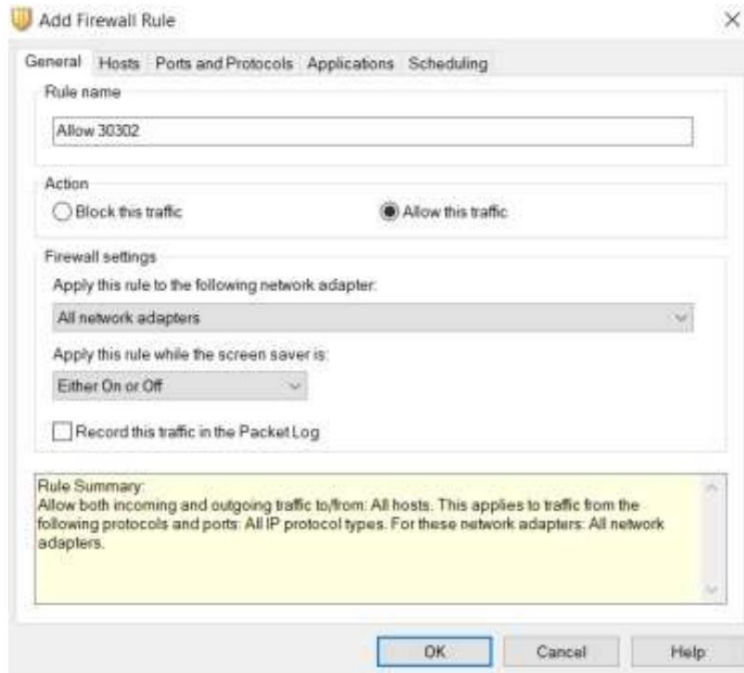 Add Firewall Rule
General Hosts Ports and Protocols Applications Scheduling
Rule name
Allow 30302
Action
Block this traffic Allow this traffic
Firewall settings
Apply this rule to the following network adapter:
All network adapters
Apply this rule while the screen saver is:
Either On or Off
Record this traffic in the Packet Log
Rule Summary:
Allow both incoming and outgoing traffic to/from: All hosts. This applies to traffic from the
following protocols and ports: All IP protocol types. For these network adapters: All network
adapters.
OK Cancel Help